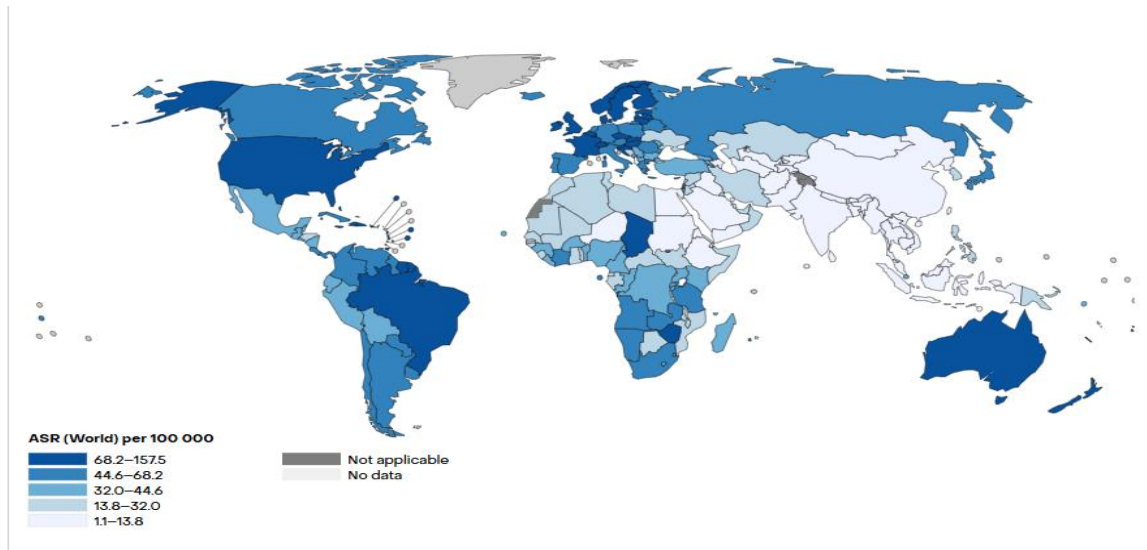 ASR (World) per 100 000
68.2–157.5
44.6–68.2
32.0–44.6
13.8–32.0
1.1–13.8
Not applicable
No data